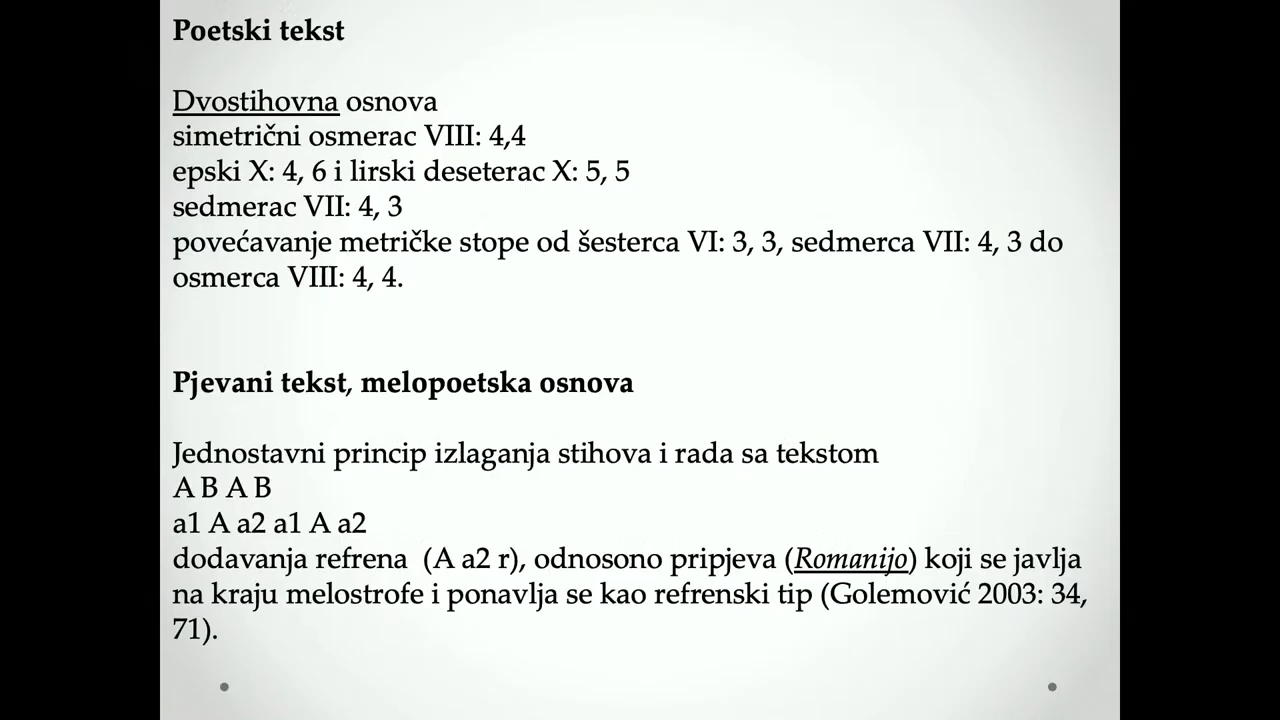 Poetski tekst
Dvostihovna osnova
simetrični osmerac VIII: 4,4
epski X: 4, 6 i lirski deseterac X: 5, 5
sedmerac VII: 4, 3
povećavanje metričke stope od šesterca VI: 3, 3, sedmerca VII: 4, 3 do
osmerca VIII: 4, 4.
Pjevani tekst, melopoetska osnova
Jednostavni princip izlaganja stihova i rada sa tekstom
A B A B
a1 A a2 a1 A a2
dodavanja refrena  (A a2 r), odnosono pripjeva (Romanijo) koji se javlja
na kraju melostrofe i ponavlja se kao refrenski tip (Golemović 2003: 34,
71).